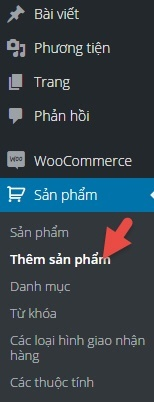 Bài viết
Phương tiện
Trang
Phản hồi
WOO
WooCommerce
Sản phẩm
Sản phẩm
Thêm sản phẩm
Danh mục
Từ khóa
Các loại hình giao nhận
hàng
Các thuộc tính